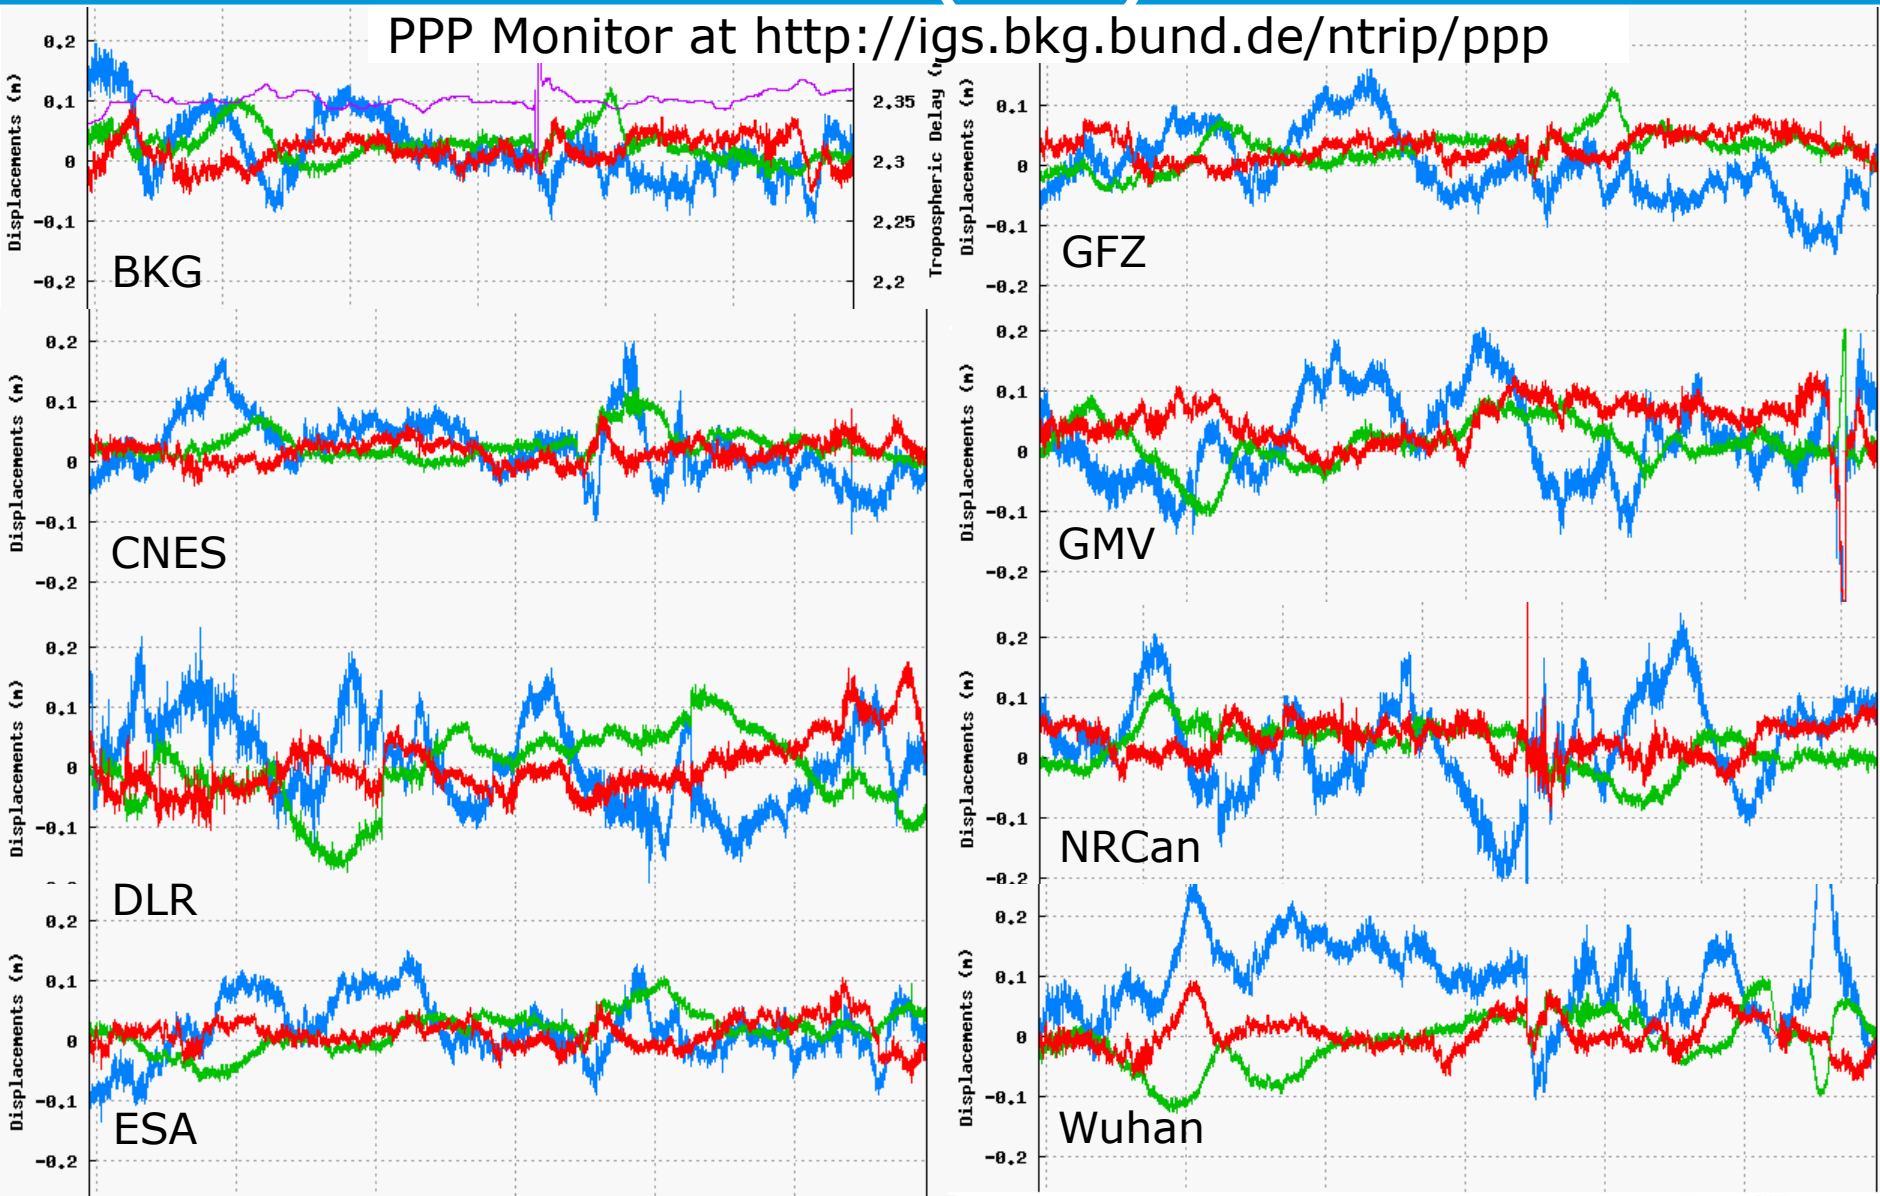 PPP Monitor at http://igs.bkg.bund.de/ntrip/ppp
Displacements (m)
0.2
0.1
0
-0.1
-0.2
BKG
2.35
2.3
2.25
2.2
Tropospheric Delay
Displacements (m)
0.1
0
-0.1
-0.2
GFZ
Displacements (m)
0.2
0.1
0
-0.1
-0.2
CNES
Displacements (m)
0.2
0.1
0
-0.1
-0.2
GMV
Displacements (m)
0.2
0.1
0
-0.1
DLR
Displacements (m)
0.2
0.1
0
-0.1
-0.2
NRCan
Displacements (m)
0.2
0.1
0
-0.1
-0.2
ESA
Displacements (m)
0.2
0.1
0
-0.1
-0.2
Wuhan